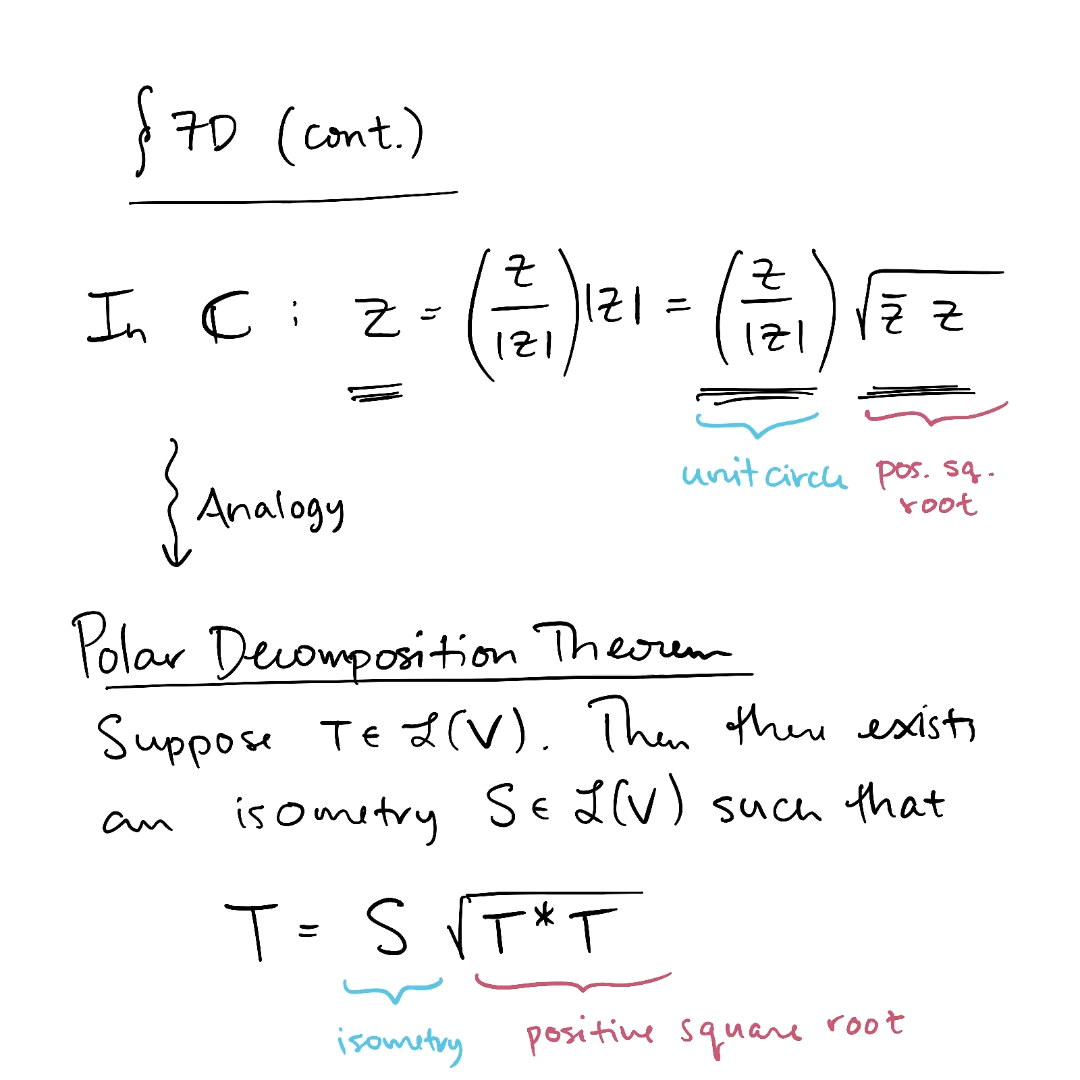 § 7D (cont.)
In ℂ : z = (z/|z|)|z| = (z/|z|) √(z̄ z)
unit circle pos. sq. root
Analogy
Polar Decomposition Theorem
Suppose T ∈ ℒ(V). Then there exists
an isometry S ∈ ℒ(V) such that
T = S √(T*T)
isometry positive square root